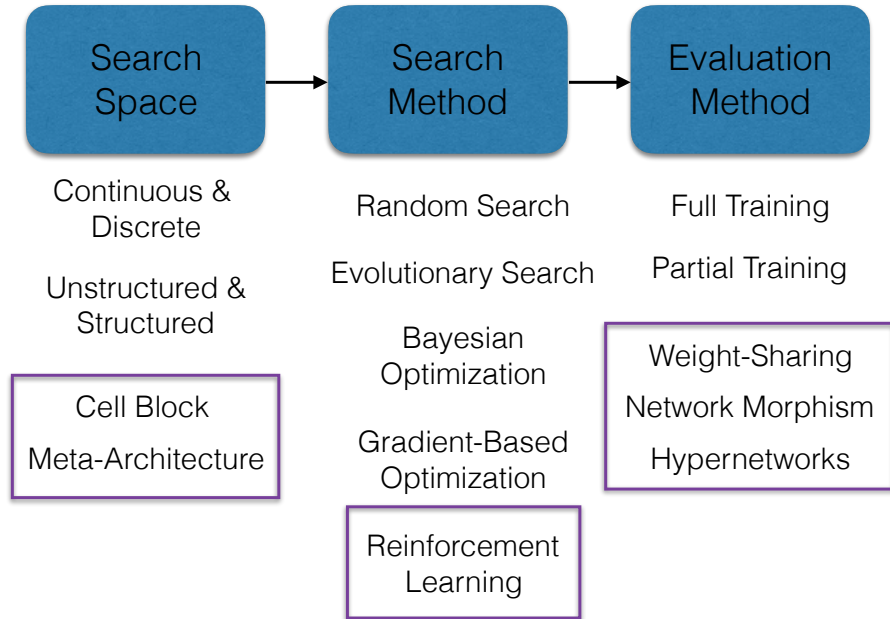 Search
Space
Search
Method
Evaluation
Method
Continuous &
Discrete
Unstructured &
Structured
Cell Block
Meta-Architecture
Random Search
Evolutionary Search
Bayesian
Optimization
Gradient-Based
Optimization
Reinforcement
Learning
Full Training
Partial Training
Weight-Sharing
Network Morphism
Hypernetworks